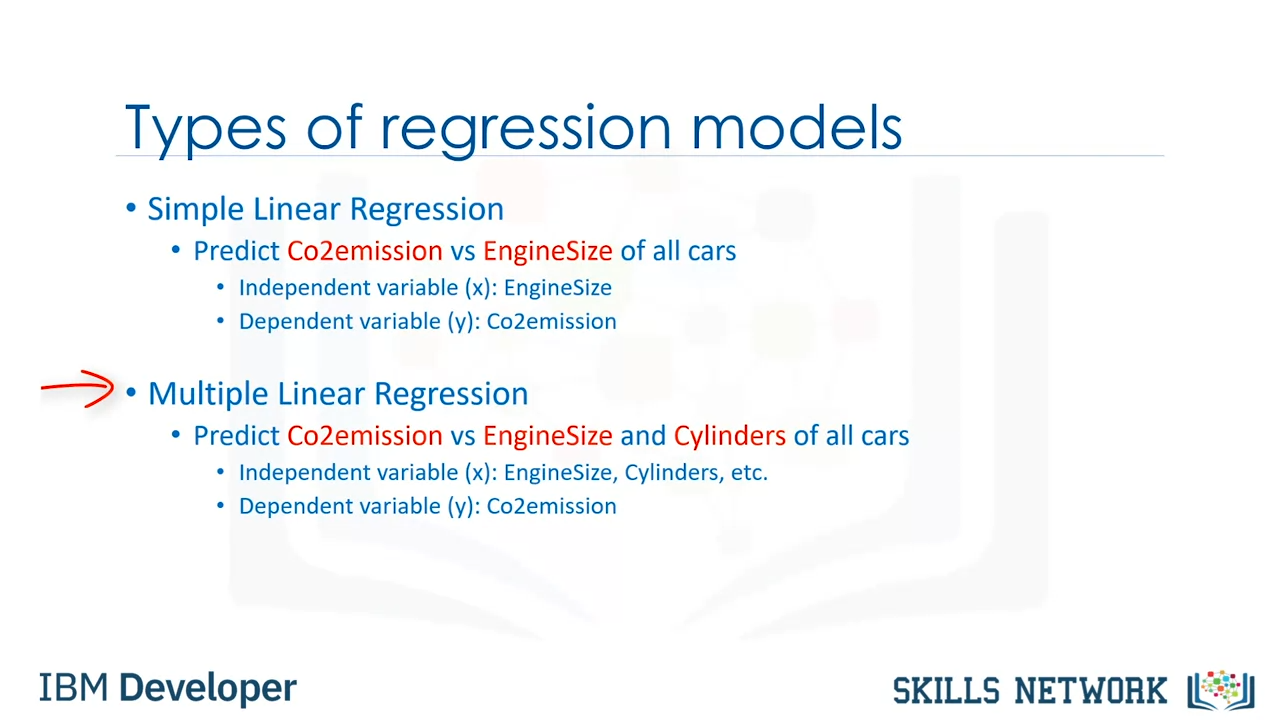 Types of regression models
• Simple Linear Regression
• Predict Co2emission vs EngineSize of all cars
• Independent variable (x): EngineSize
• Dependent variable (y): Co2emission
• Multiple Linear Regression
• Predict Co2emission vs EngineSize and Cylinders of all cars
• Independent variable (x): EngineSize, Cylinders, etc.
• Dependent variable (y): Co2emission
IBM Developer
SKILLS NETWORK